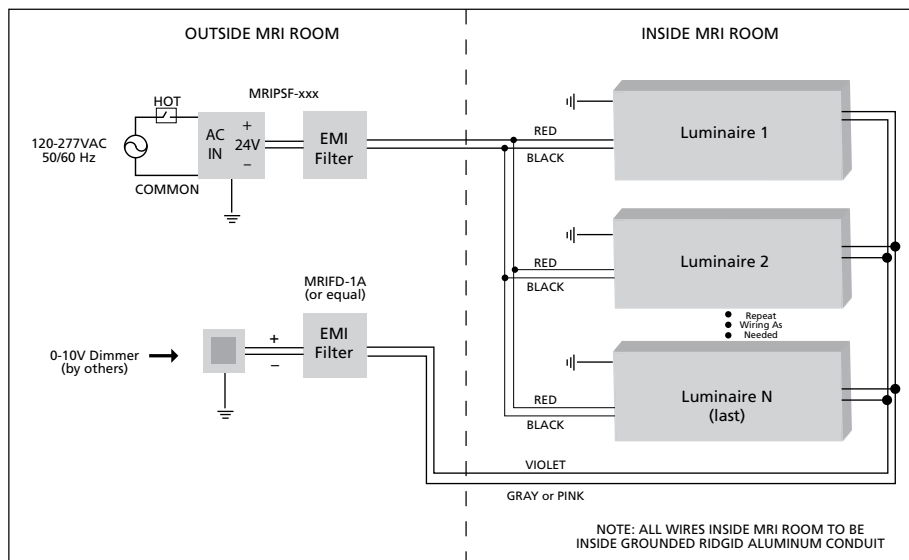 OUTSIDE MRI ROOM
INSIDE MRI ROOM
HOT
MRIPSF-xxx
120-277VAC
50/60 Hz
AC
IN
+
24V
–
EMI
Filter
COMMON
RED
BLACK
Luminaire 1
RED
BLACK
Luminaire 2
Repeat
Wiring As
Needed
MRIFD-1A
(or equal)
0-10V Dimmer
(by others)
+
–
EMI
Filter
RED
BLACK
Luminaire N
(last)
VIOLET
GRAY or PINK
NOTE: ALL WIRES INSIDE MRI ROOM TO BE
INSIDE GROUNDED RIDGID ALUMINUM CONDUIT